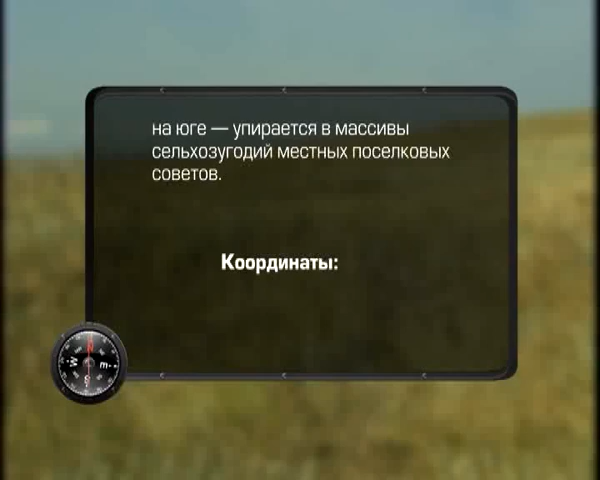 на юге — упирается в массивы
сельхозугодий местных поселковых
советов.
Координаты:
W
E
S